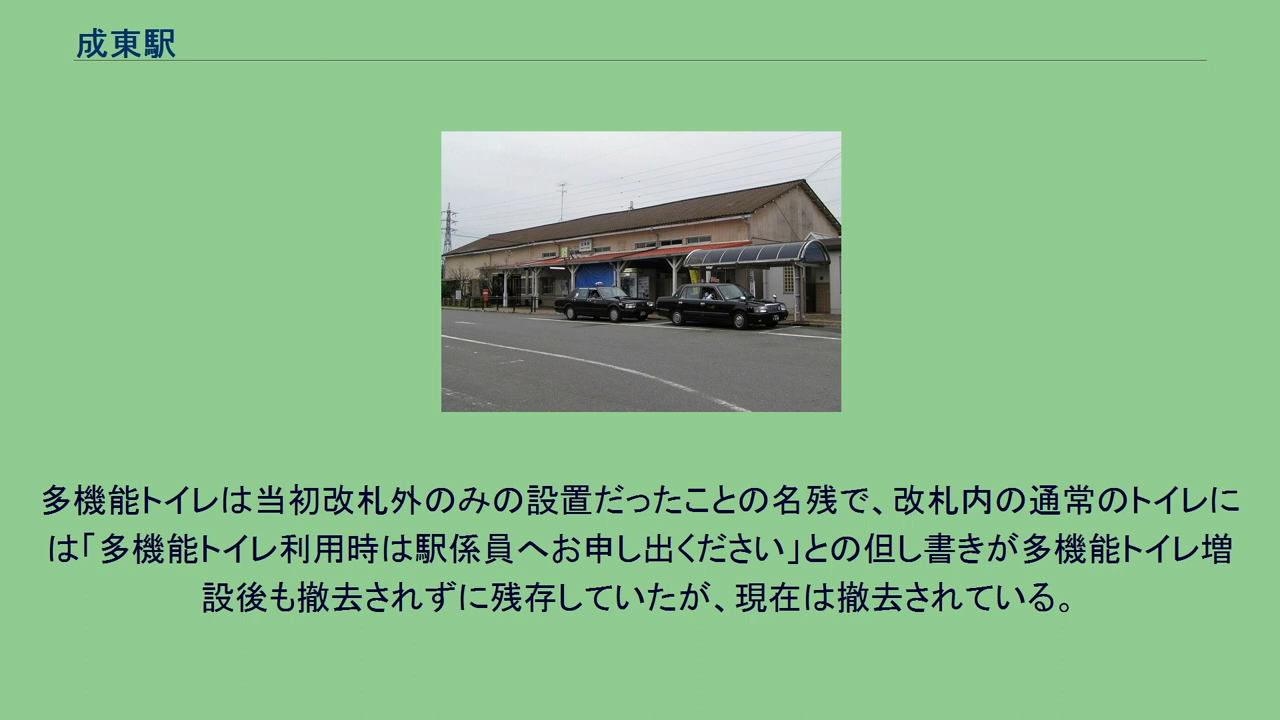 成東駅
多機能トイレは当初改札外のみの設置だったことの名残で、改札内の通常のトイレに
は「多機能トイレ利用時は駅係員へお申し出ください」との但し書きが多機能トイレ増
設後も撤去されずに残存していたが、現在は撤去されている。